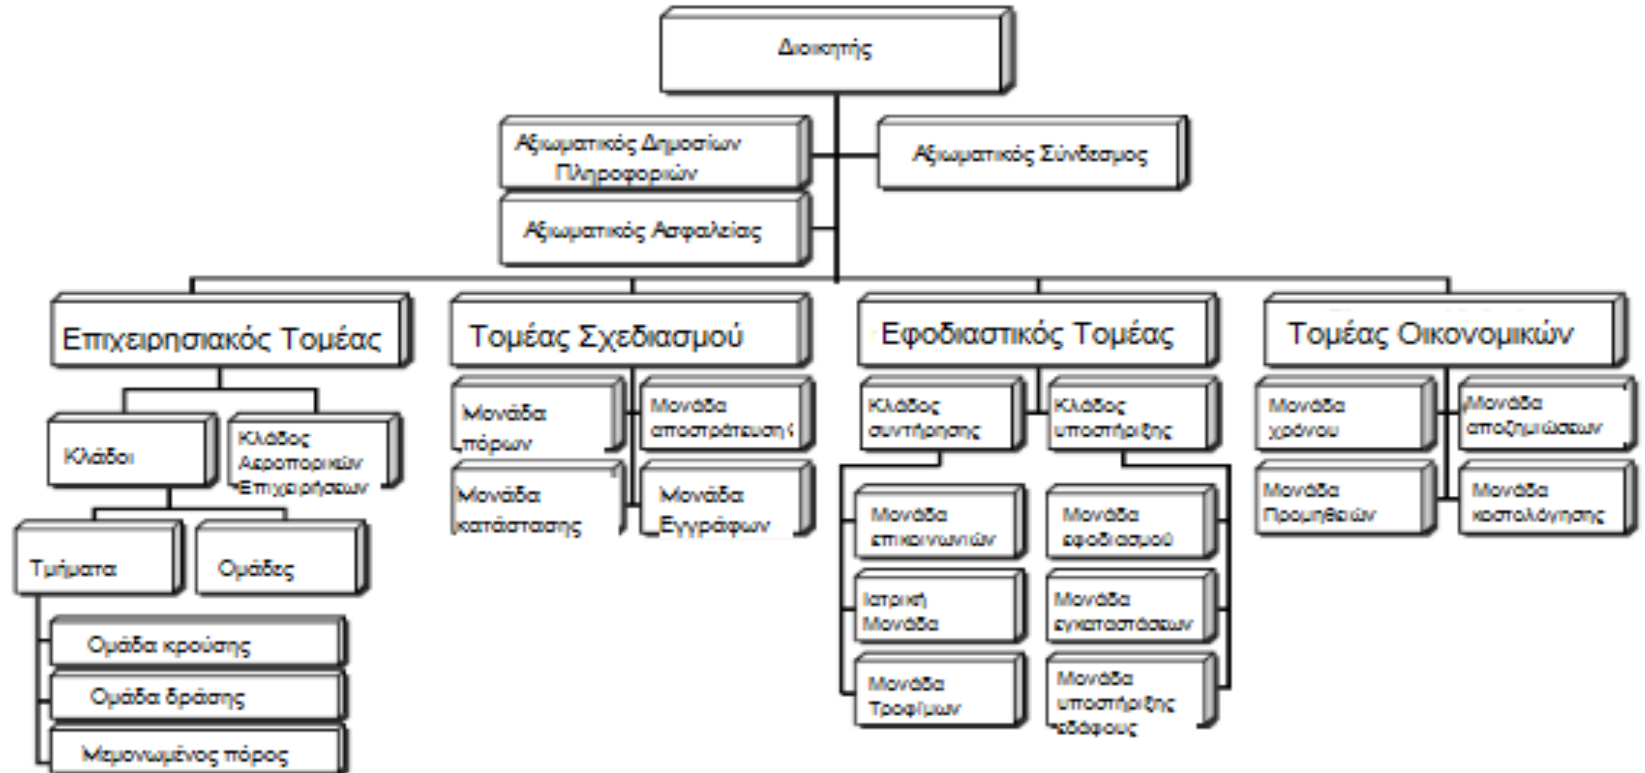 Διοικητής
Αξιωματικός Δημοσίων
Πληροφοριών
Αξιωματικός Σύνδεσμος
Αξιωματικός Ασφαλείας
Επιχειρησιακός Τομέας
Τομέας Σχεδιασμού
Εφοδιαστικός Τομέας
Τομέας Οικονομικών
Κλάδοι
Κλάδος
Αεροπορικών
Επιχειρήσεων
Τμήματα
Ομάδες
Ομάδα κρούσης
Ομάδα δράσης
Μεμονωμένος πόρος
Μονάδα
πόρων
Μονάδα
αποστράτευσης
Μονάδα
κατάστασης
Μονάδα
Εγγράφων
Κλάδος
συντήρησης
Κλάδος
υποστήριξης
Μονάδα
επικοινωνιών
Μονάδα
εφοδιασμού
Ιατρική
Μονάδα
Μονάδα
εγκαταστάσεων
Μονάδα
Τροφίμων
Μονάδα
υποστήριξης
εδάφους
Μονάδα
χρόνου
Μονάδα
αποζημιώσεων
Μονάδα
Προμηθειών
Μονάδα
κοστολόγησης